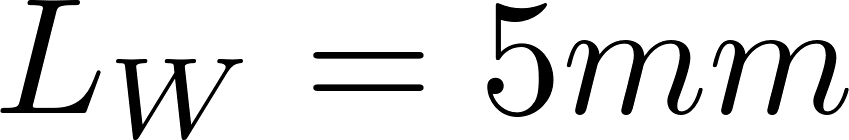 L_W = 5mm